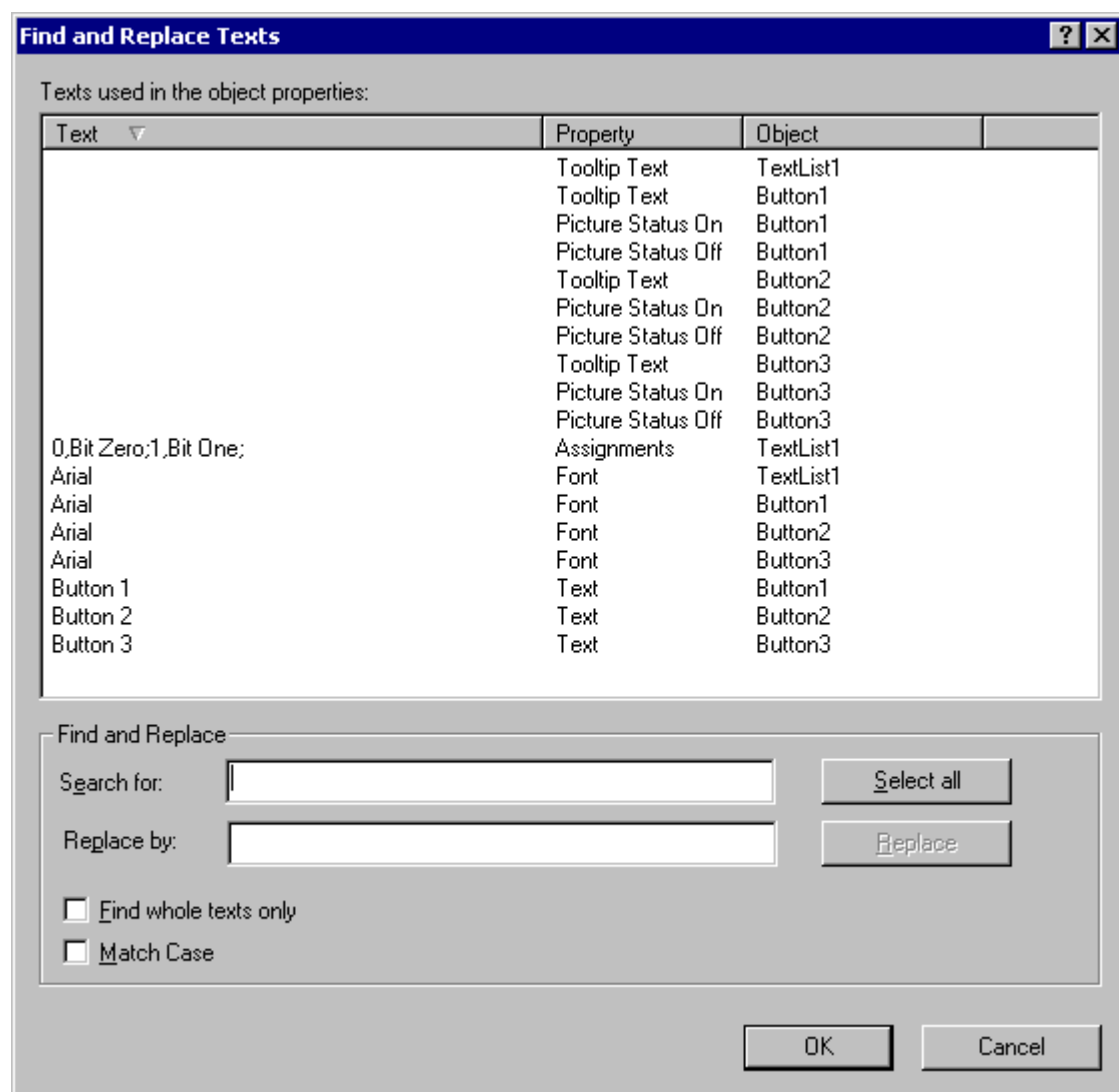 Find and Replace Texts
Texts used in the object properties:
Text Property Object
Tooltip Text TextList1
Tooltip Text Button1
Picture Status On Button1
Picture Status Off Button1
Tooltip Text Button2
Picture Status On Button2
Picture Status Off Button2
Tooltip Text Button3
Picture Status On Button3
Picture Status Off Button3
0,Bit Zero;1,Bit One; Assignments TextList1
Arial Font TextList1
Arial Font Button1
Arial Font Button2
Arial Font Button3
Button 1 Text Button1
Button 2 Text Button2
Button 3 Text Button3
Find and Replace
Search for: Select all
Replace by: Replace
Find whole texts only
Match Case
OK Cancel